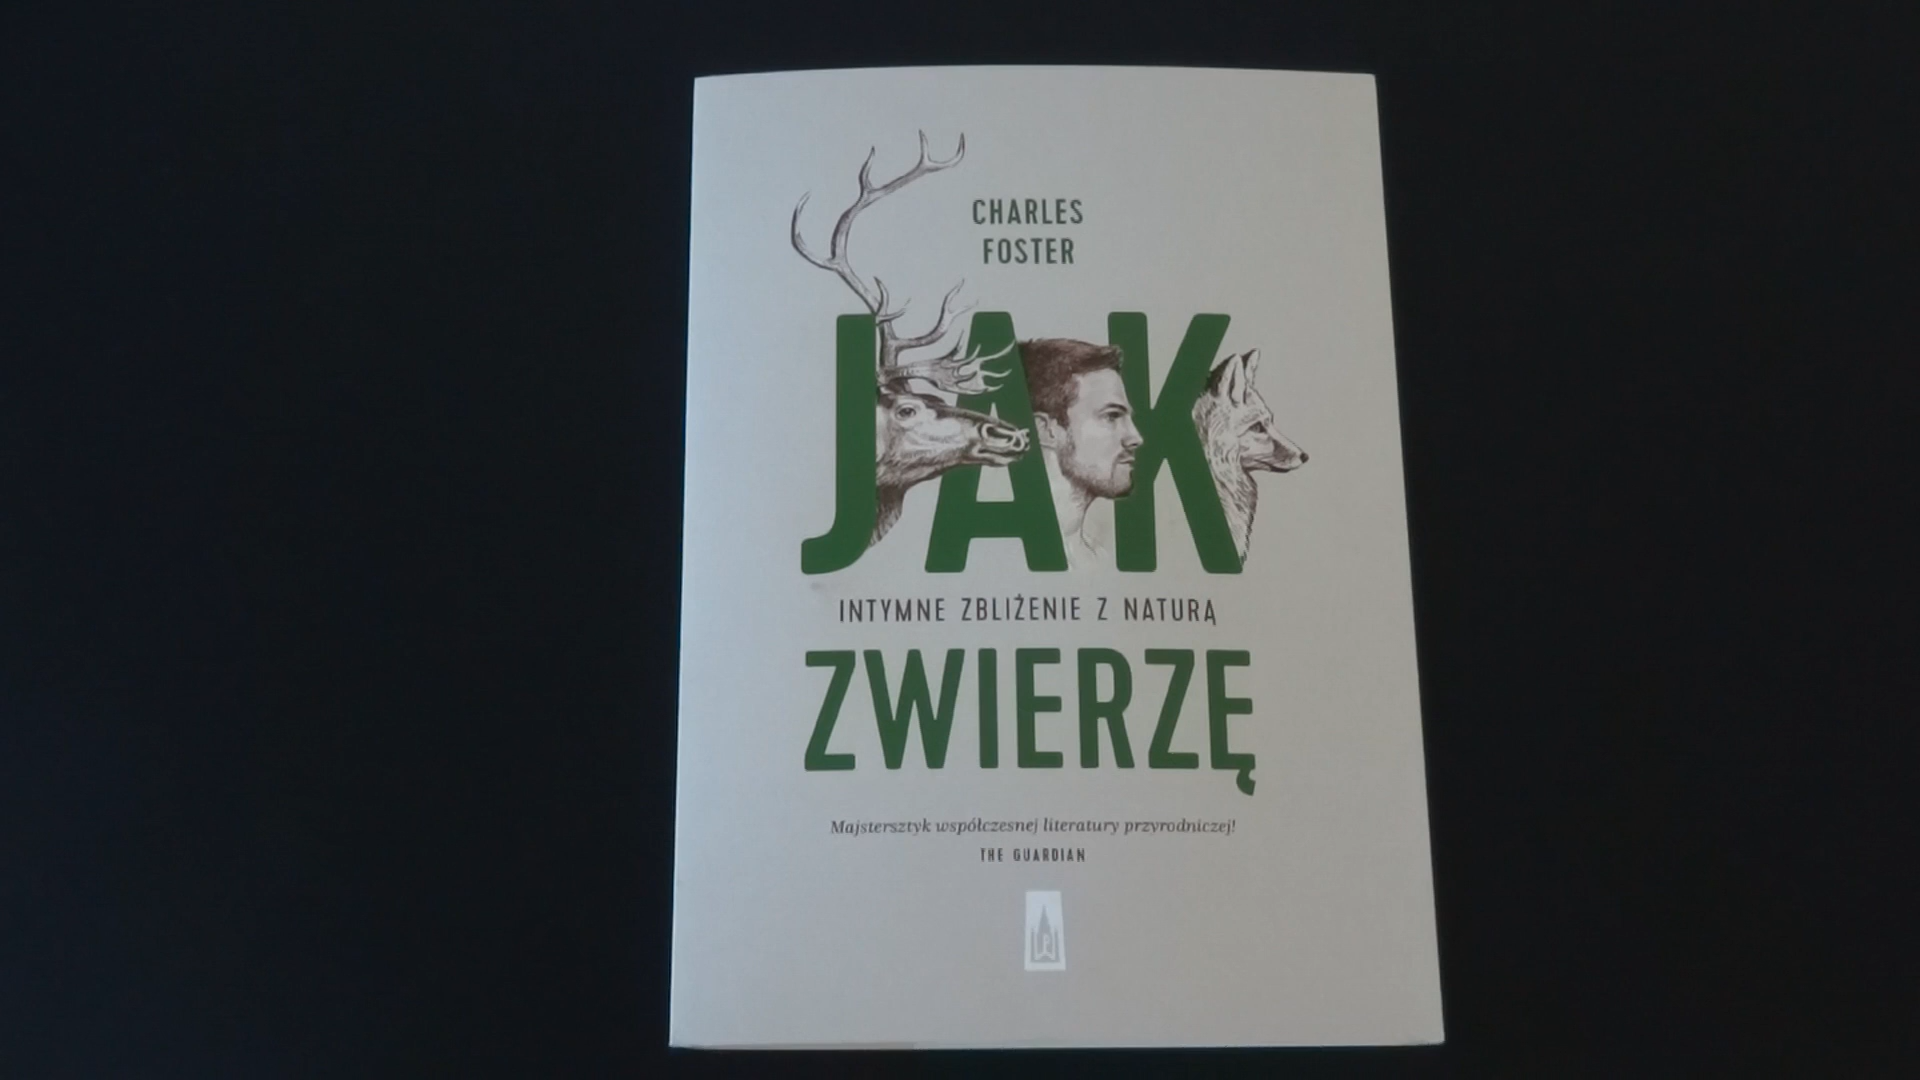 CHARLES
FOSTER
JAK
INTYMNE ZBLIŻENIE Z NATURĄ
ZWIERZĘ
Majstersztyk współczesnej literatury przyrodniczej!
THE GUARDIAN